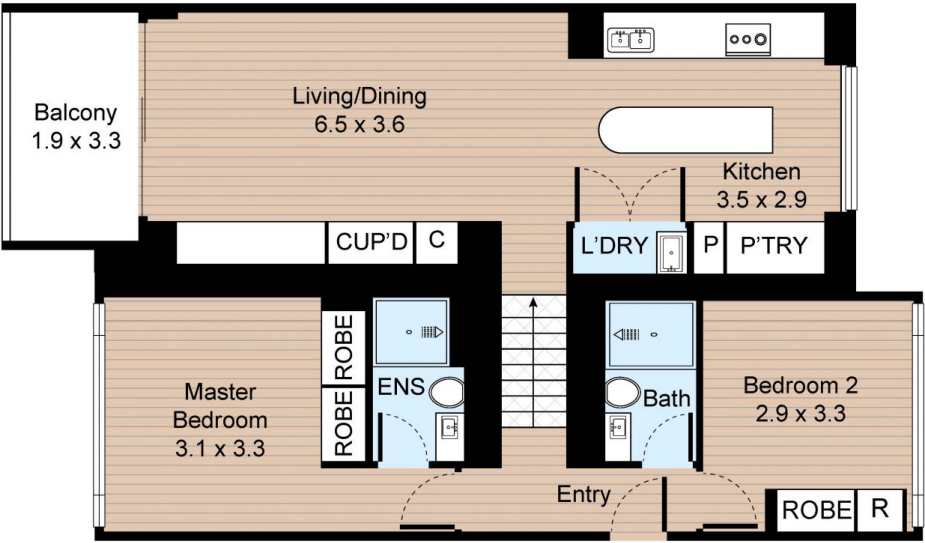 Balcony
1.9 x 3.3
Living/Dining
6.5 x 3.6
Kitchen
3.5 x 2.9
CUP'D
C
L'DRY
P
P'TRY
Master
Bedroom
3.1 x 3.3
ROBE
ROBE
ENS
Bath
Bedroom 2
2.9 x 3.3
Entry
ROBE
R